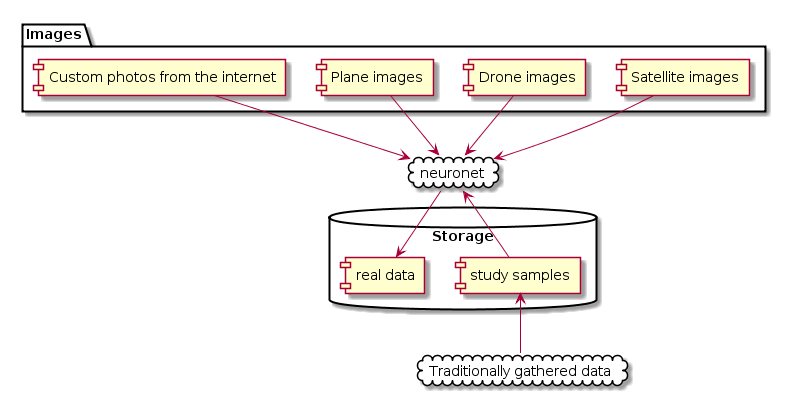 Images
Custom photos from the internet
Plane images
Drone images
Satellite images
neuronet
Storage
real data
study samples
Traditionally gathered data